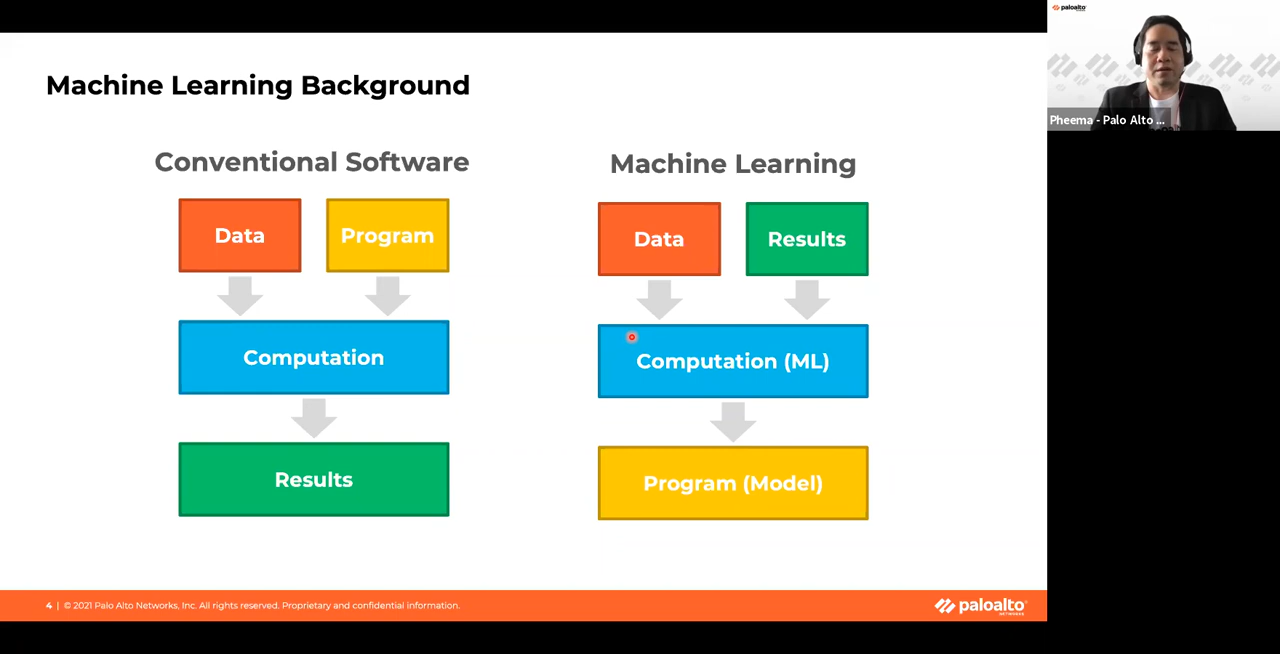 Machine Learning Background
Conventional Software
Data
Program
Computation
Results
Machine Learning
Data
Results
Computation (ML)
Program (Model)
4 | © 2021 Palo Alto Networks, Inc. All rights reserved. Proprietary and confidential information.
paloalto
NETWORKS
paloalto
Pheema - Palo Alto ...